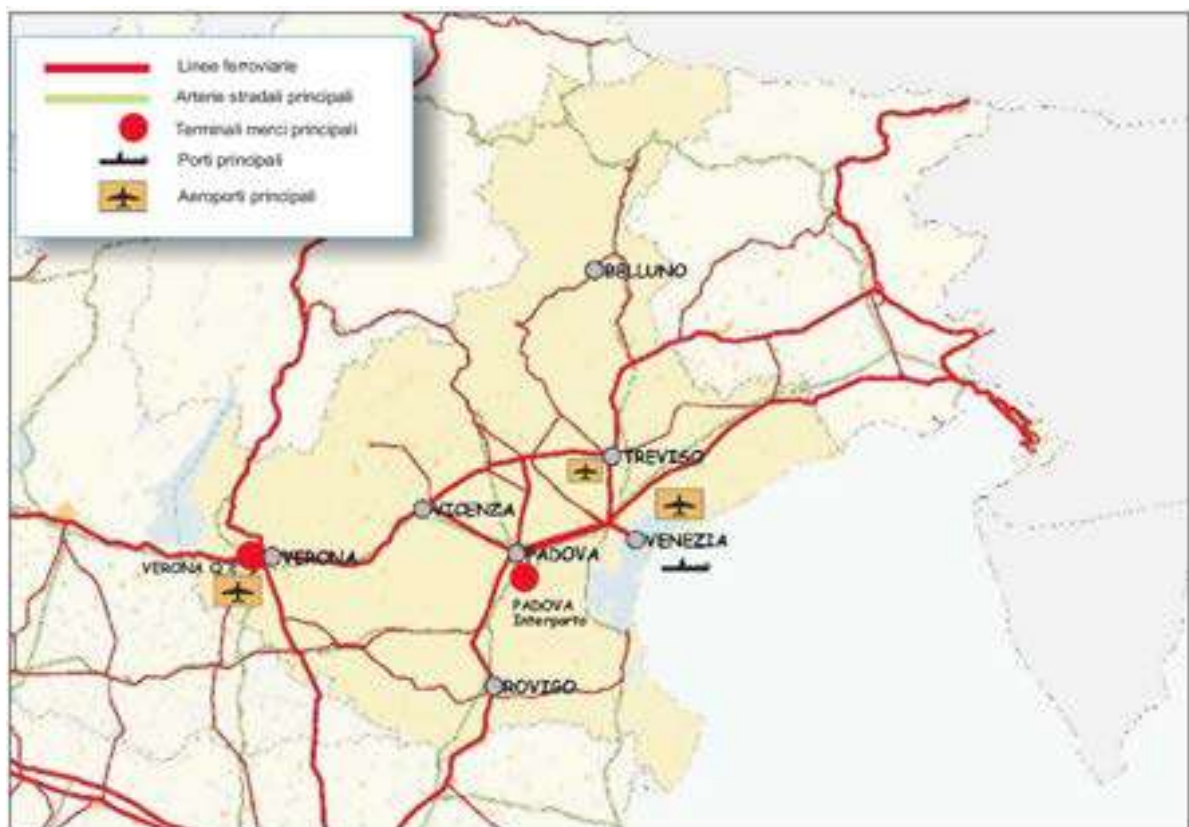 Linee ferroviarie
Arterie stradali principali
Terminali merci principali
Porti principali
Aeroporti principali
BELLUNO
TREVISO
VICENZA
VENEZIA
PADOVA
VERONA
VERONA Q.E.
PADOVA
Interporto
ROVIGO